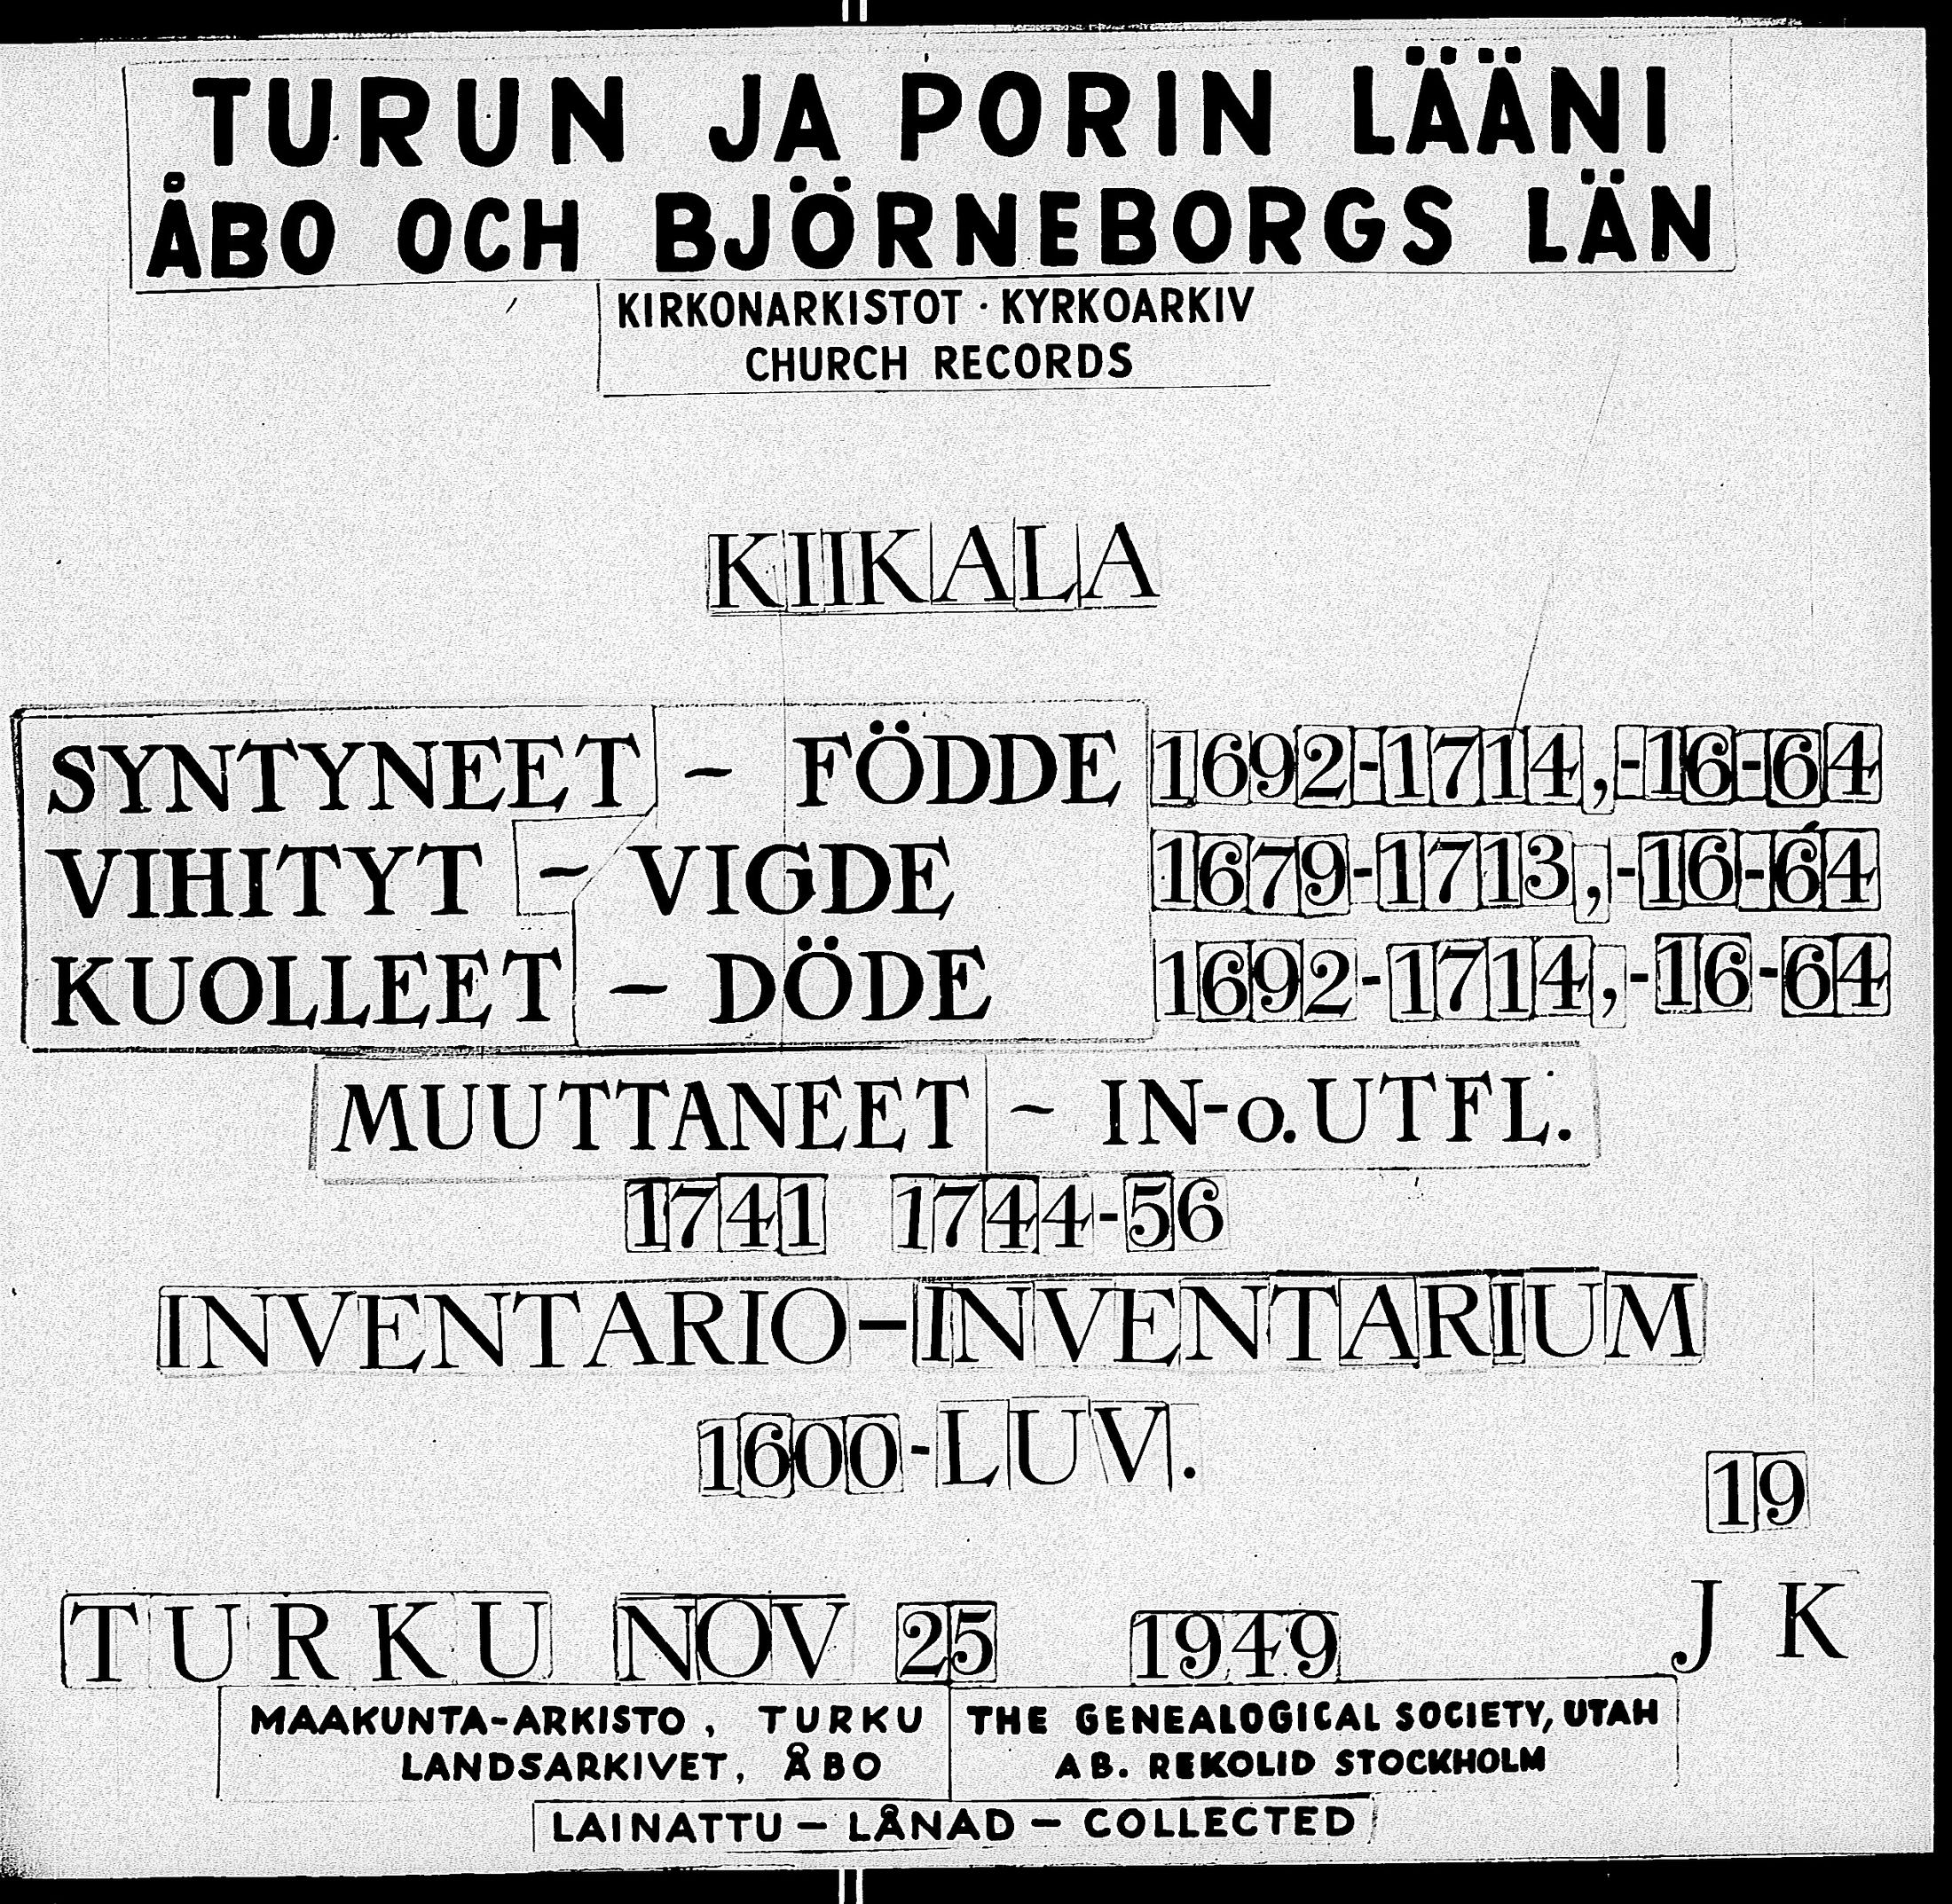 TURUN JA PORIN LÄÄNI
ÅBO OCH BJÖRNEBORGS LÄN
KIRKONARKISTOT · KYRKOARKIV
CHURCH RECORDS
KIIKALA
SYNTYNEET – FÖDDE 1692-1714,-16-64
VIHITYT – VIGDE 1679-1713,-16-64
KUOLLEET – DÖDE 1692-1714,-16-64
MUUTTANEET – IN-o.UTFL.
1741 1744-56
INVENTARIO–INVENTARIUM
1600-LUV.
19
TURKU NOV 25 1949 J K
MAAKUNTA-ARKISTO, TURKU THE GENEALOGICAL SOCIETY, UTAH
LANDSARKIVET, ÅBO AB. REKOLID STOCKHOLM
LAINATTU – LÅNAD – COLLECTED